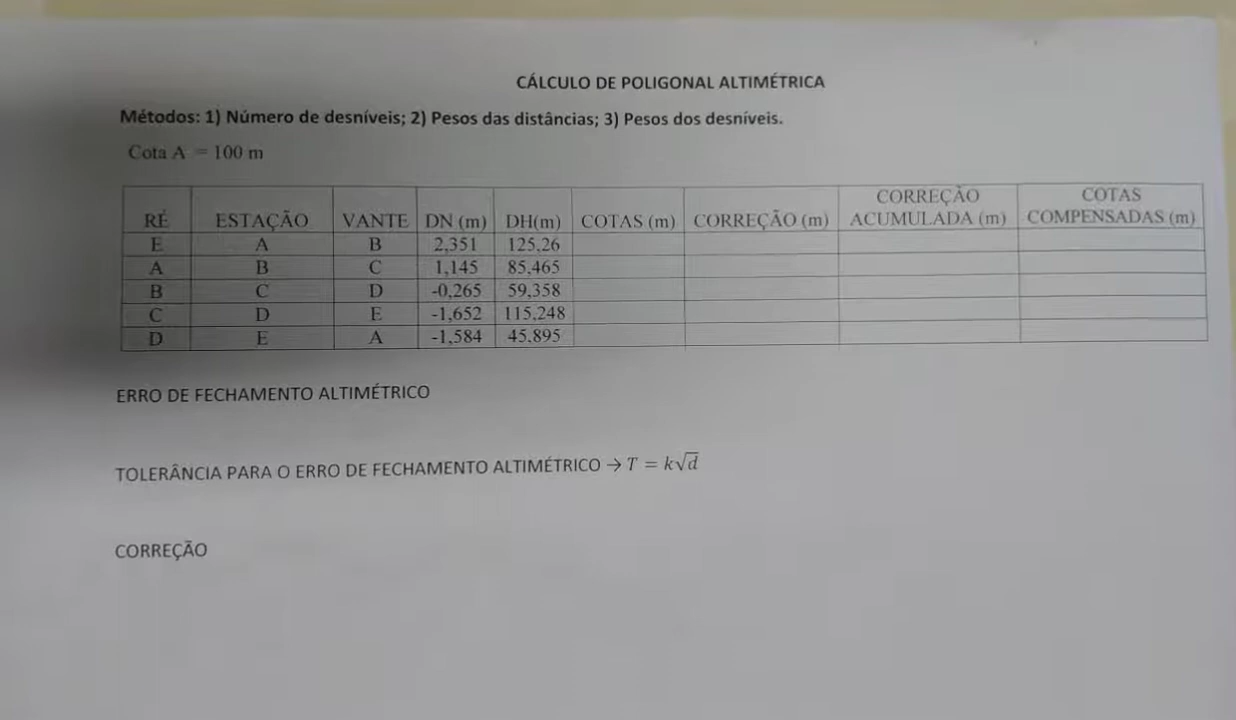 CÁLCULO DE POLIGONAL ALTIMÉTRICA
Métodos: 1) Número de desníveis; 2) Pesos das distâncias; 3) Pesos dos desníveis.
Cota A = 100 m
RÉ ESTAÇÃO VANTE DN (m) DH(m) COTAS (m) CORREÇÃO (m) CORREÇÃO ACUMULADA (m) COTAS COMPENSADAS (m)
E A B 2,351 125,26
A B C 1,145 85,465
B C D -0,265 59,358
C D E -1,652 115,248
D E A -1,584 45,895
ERRO DE FECHAMENTO ALTIMÉTRICO
TOLERÂNCIA PARA O ERRO DE FECHAMENTO ALTIMÉTRICO → T = k√d
CORREÇÃO